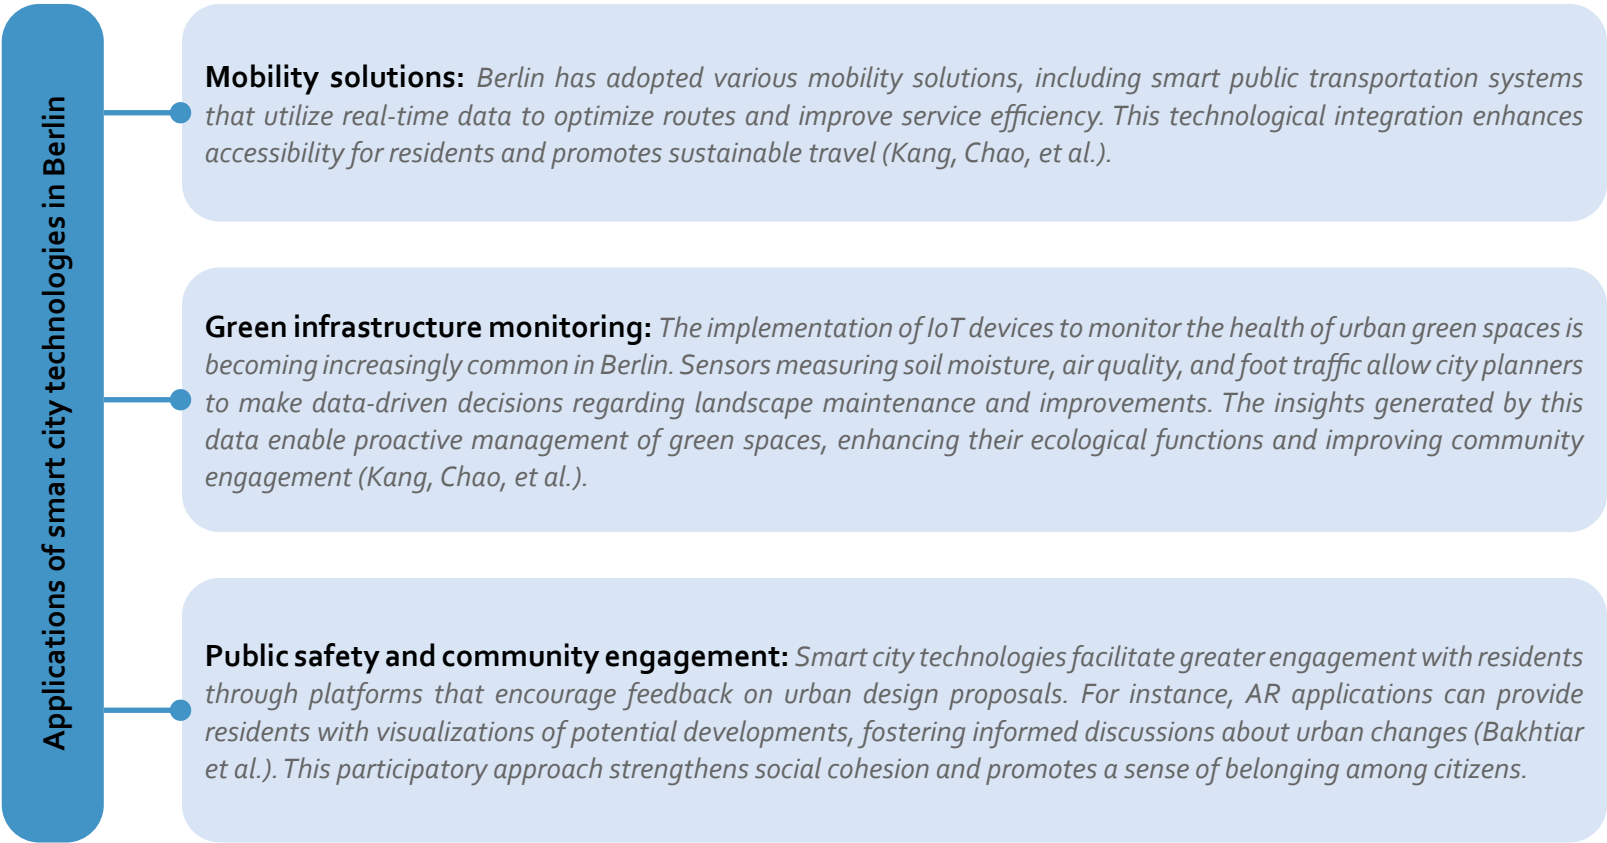 Applications of smart city technologies in Berlin
Mobility solutions: Berlin has adopted various mobility solutions, including smart public transportation systems
that utilize real-time data to optimize routes and improve service efficiency. This technological integration enhances
accessibility for residents and promotes sustainable travel (Kang, Chao, et al.).
Green infrastructure monitoring: The implementation of IoT devices to monitor the health of urban green spaces is
becoming increasingly common in Berlin. Sensors measuring soil moisture, air quality, and foot traffic allow city planners
to make data-driven decisions regarding landscape maintenance and improvements. The insights generated by this
data enable proactive management of green spaces, enhancing their ecological functions and improving community
engagement (Kang, Chao, et al.).
Public safety and community engagement: Smart city technologies facilitate greater engagement with residents
through platforms that encourage feedback on urban design proposals. For instance, AR applications can provide
residents with visualizations of potential developments, fostering informed discussions about urban changes (Bakhtiar
et al.). This participatory approach strengthens social cohesion and promotes a sense of belonging among citizens.